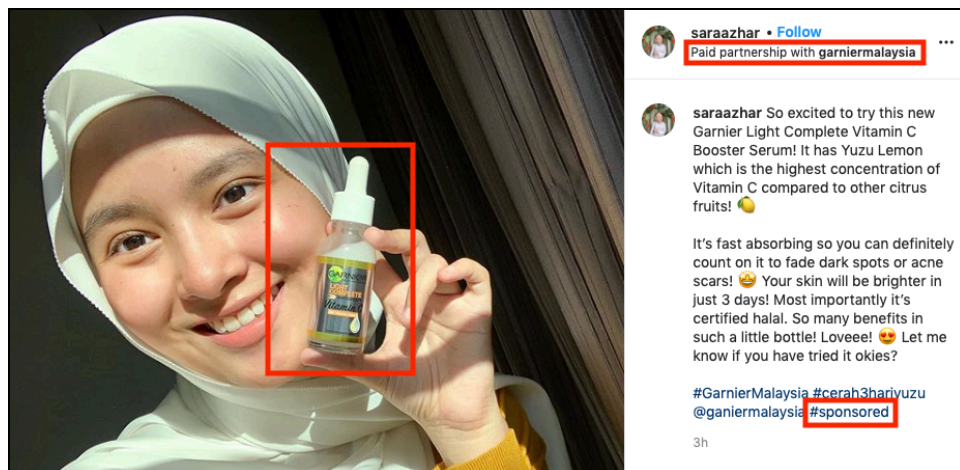 saraazhar • Follow
Paid partnership with garniermalaysia
saraazhar So excited to try this new
Garnier Light Complete Vitamin C
Booster Serum! It has Yuzu Lemon
which is the highest concentration of
Vitamin C compared to other citrus
fruits! 🍋
It's fast absorbing so you can definitely
count on it to fade dark spots or acne
scars! 🤩 Your skin will be brighter in
just 3 days! Most importantly it's
certified halal. So many benefits in
such a little bottle! Loveee! 😍 Let me
know if you have tried it okies?
#GarnierMalaysia #cerah3hariyuzu
@ganiermalaysia #sponsored
3h
GARNIER
LIGHT
COMPLETE
Vitamin C